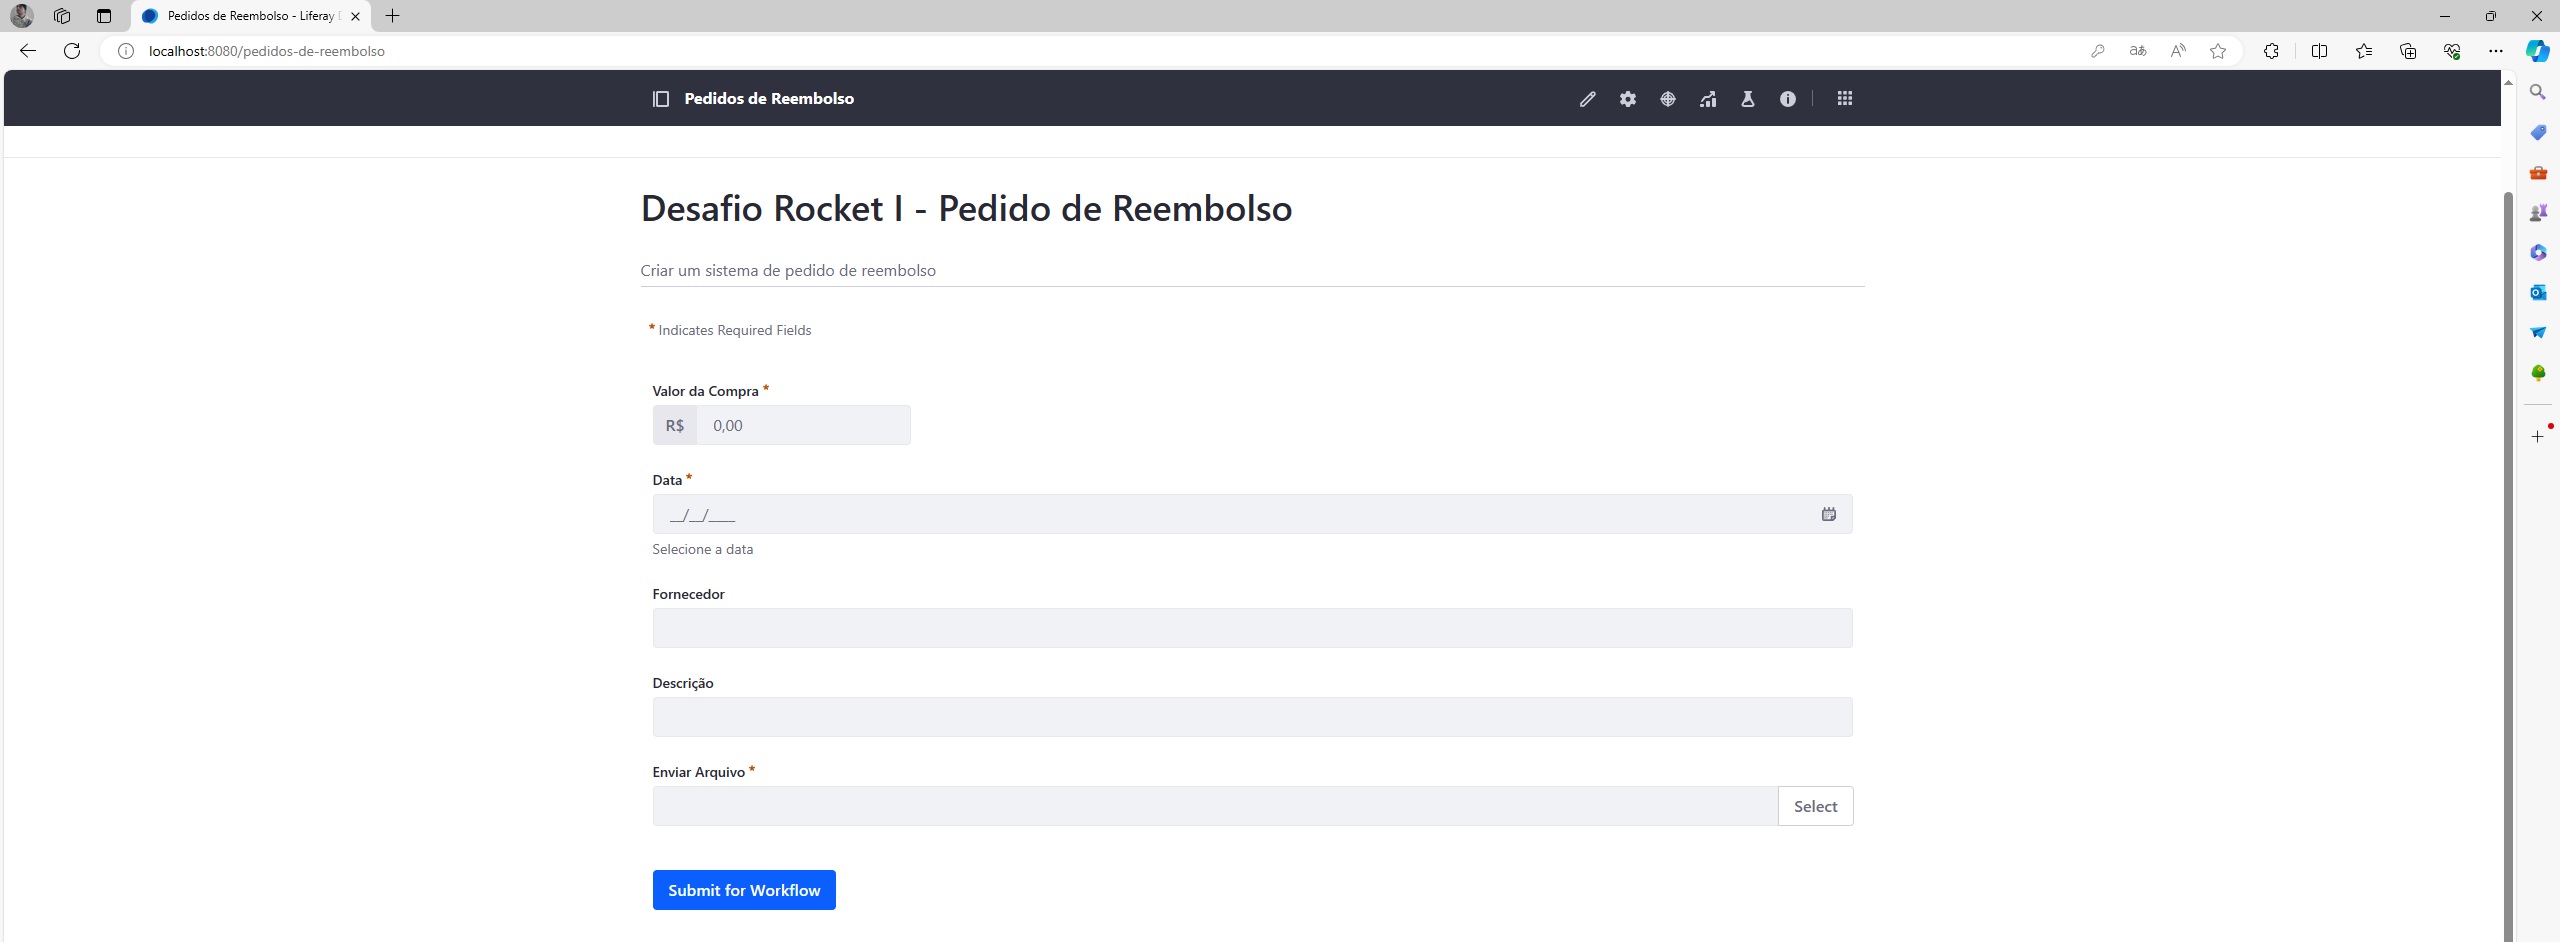 Pedidos de Reembolso - Liferay
localhost:8080/pedidos-de-reembolso
Pedidos de Reembolso
Desafio Rocket I - Pedido de Reembolso
Criar um sistema de pedido de reembolso
* Indicates Required Fields
Valor da Compra *
R$ 0,00
Data *
__/__/____
Selecione a data
Fornecedor
Descrição
Enviar Arquivo *
Select
Submit for Workflow